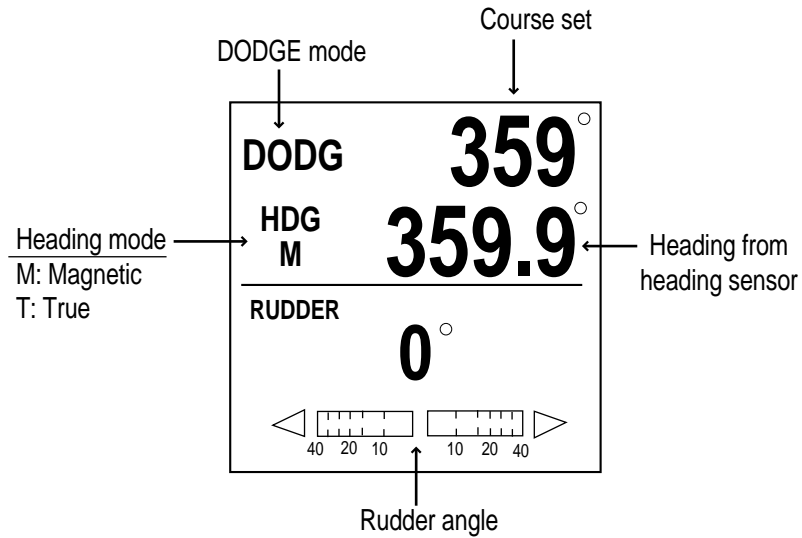 Course set
DODGE mode
DODG 359°
HDG
M 359.9°
Heading mode
M: Magnetic
T: True
Heading from
heading sensor
RUDDER
0°
40 20 10 10 20 40
Rudder angle